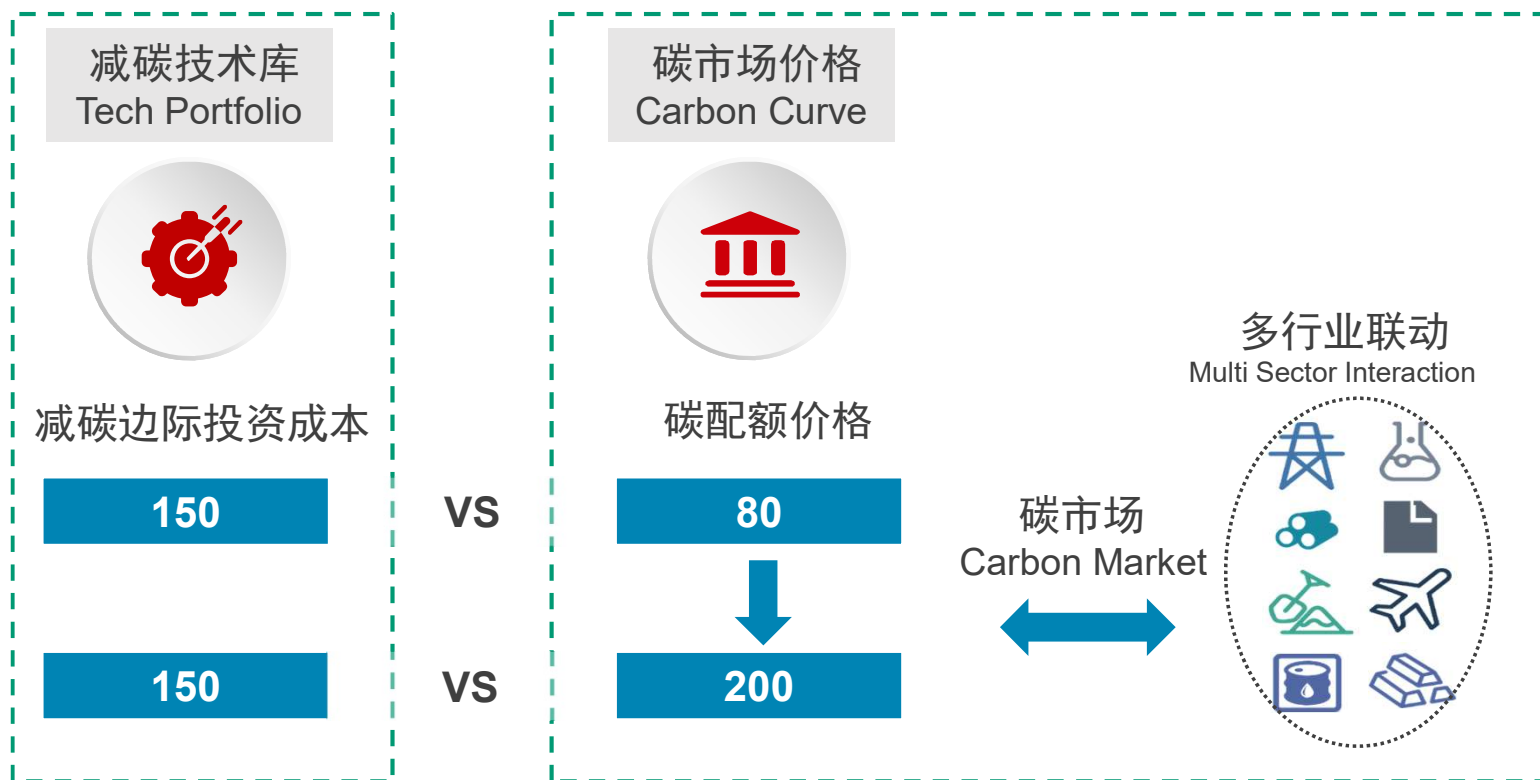 减碳技术库
Tech Portfolio
碳市场价格
Carbon Curve
多行业联动
Multi Sector Interaction
减碳边际投资成本
碳配额价格
150
VS
80
碳市场
Carbon Market
150
VS
200